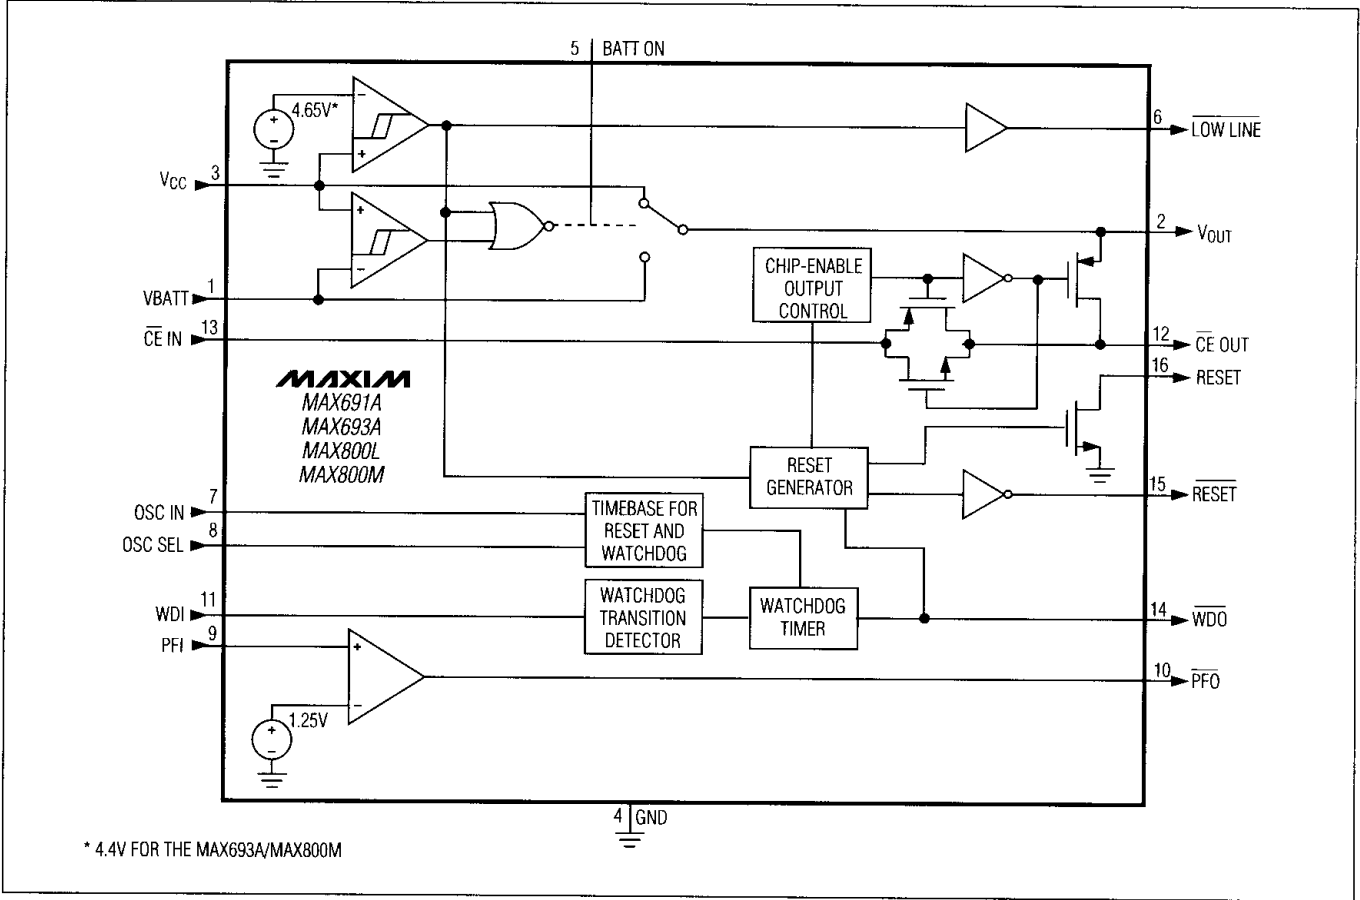 5 BATT ON
4.65V*
6 LOW LINE
3 VCC
2 VOUT
CHIP-ENABLE
OUTPUT
CONTROL
1 VBATT
13 CE IN
12 CE OUT
16 RESET
MAXIM
MAX691A
MAX693A
MAX800L
MAX800M
RESET
GENERATOR
15 RESET
7 OSC IN
8 OSC SEL
TIMEBASE FOR
RESET AND
WATCHDOG
11 WDI
WATCHDOG
TRANSITION
DETECTOR
WATCHDOG
TIMER
14 WDO
9 PFI
10 PFO
1.25V
4 GND
* 4.4V FOR THE MAX693A/MAX800M